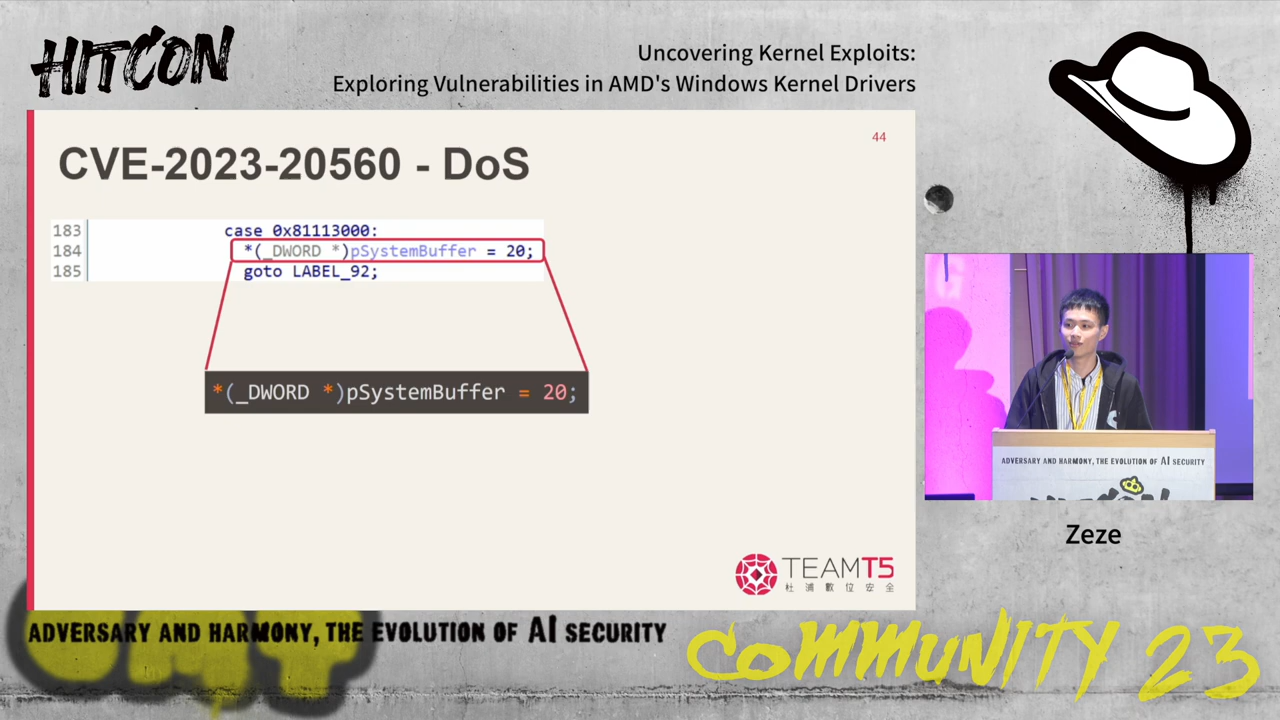 HITCON
Uncovering Kernel Exploits:
Exploring Vulnerabilities in AMD's Windows Kernel Drivers
44
CVE-2023-20560 - DoS
183 case 0x81113000:
184 *(_DWORD *)pSystemBuffer = 20;
185 goto LABEL_92;
*(_DWORD *)pSystemBuffer = 20;
TEAMT5
杜浦數位安全
ADVERSARY AND HARMONY, THE EVOLUTION OF AI SECURITY
HITCON
Zeze
ADVERSARY AND HARMONY, THE EVOLUTION OF AI SECURITY
COMMUNITY 23